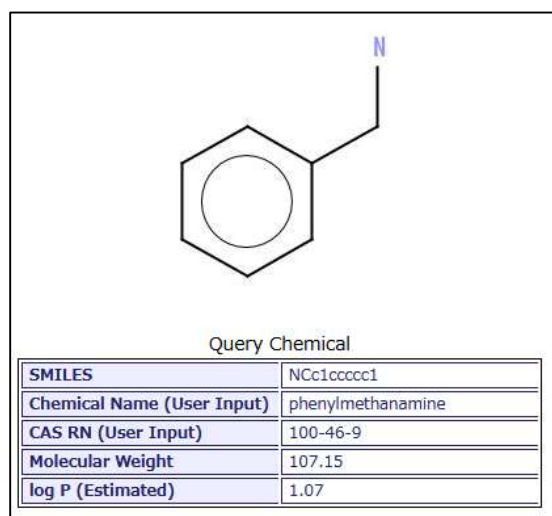 N
Query Chemical
SMILES NCc1ccccc1
Chemical Name (User Input) phenylmethanamine
CAS RN (User Input) 100-46-9
Molecular Weight 107.15
log P (Estimated) 1.07